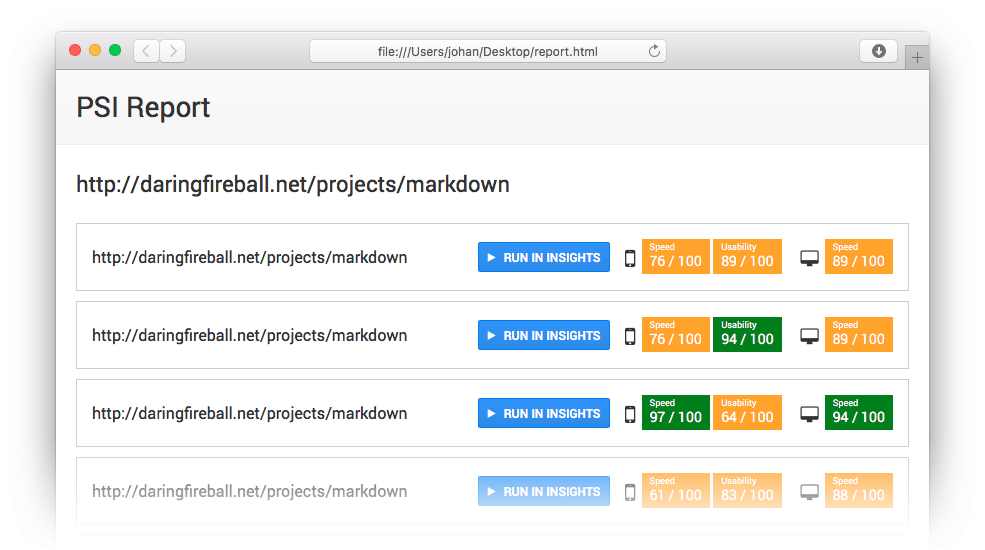 file:///Users/johan/Desktop/report.html
PSI Report
http://daringfireball.net/projects/markdown
http://daringfireball.net/projects/markdown RUN IN INSIGHTS Speed 76 / 100 Usability 89 / 100 Speed 89 / 100
http://daringfireball.net/projects/markdown RUN IN INSIGHTS Speed 76 / 100 Usability 94 / 100 Speed 89 / 100
http://daringfireball.net/projects/markdown RUN IN INSIGHTS Speed 97 / 100 Usability 64 / 100 Speed 94 / 100
http://daringfireball.net/projects/markdown RUN IN INSIGHTS Speed 61 / 100 Usability 83 / 100 Speed 88 / 100